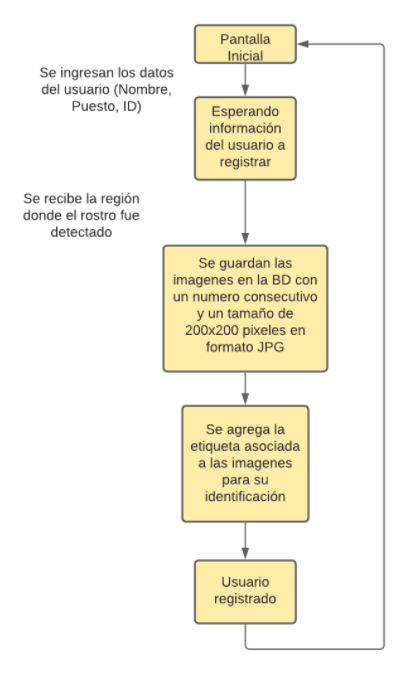 Pantalla
Inicial
Se ingresan los datos
del usuario (Nombre,
Puesto, ID)
Esperando
información
del usuario a
registrar
Se recibe la región
donde el rostro fue
detectado
Se guardan las
imagenes en la BD con
un numero consecutivo
y un tamaño de
200x200 pixeles en
formato JPG
Se agrega la
etiqueta asociada
a las imagenes
para su
identificación
Usuario
registrado